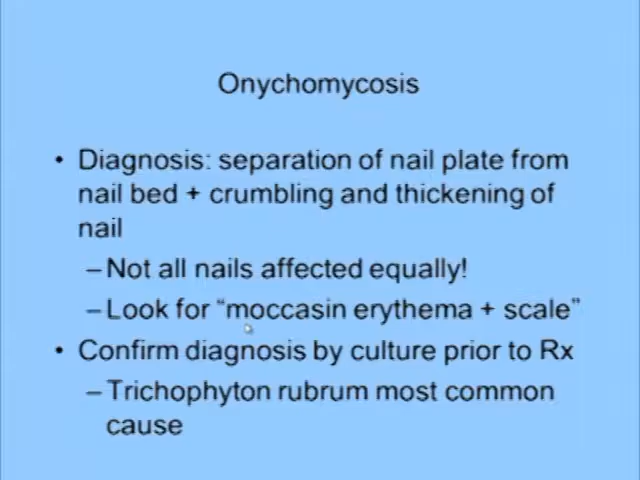 Onychomycosis
• Diagnosis: separation of nail plate from
nail bed + crumbling and thickening of
nail
– Not all nails affected equally!
– Look for “moccasin erythema + scale”
• Confirm diagnosis by culture prior to Rx
– Trichophyton rubrum most common
cause